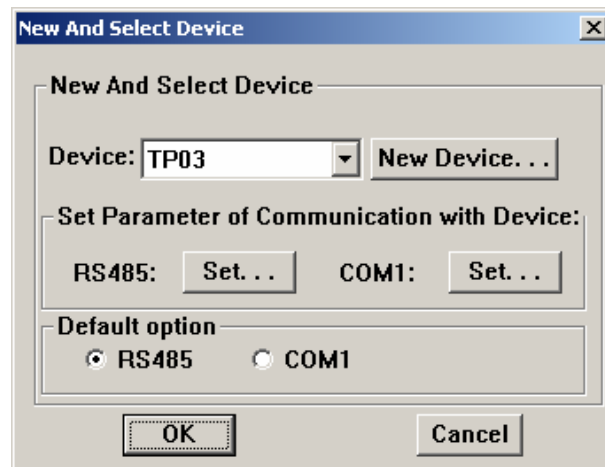 New And Select Device
New And Select Device
Device: TP03 New Device. . .
Set Parameter of Communication with Device:
RS485: Set. . . COM1: Set. . .
Default option
RS485 COM1
OK Cancel